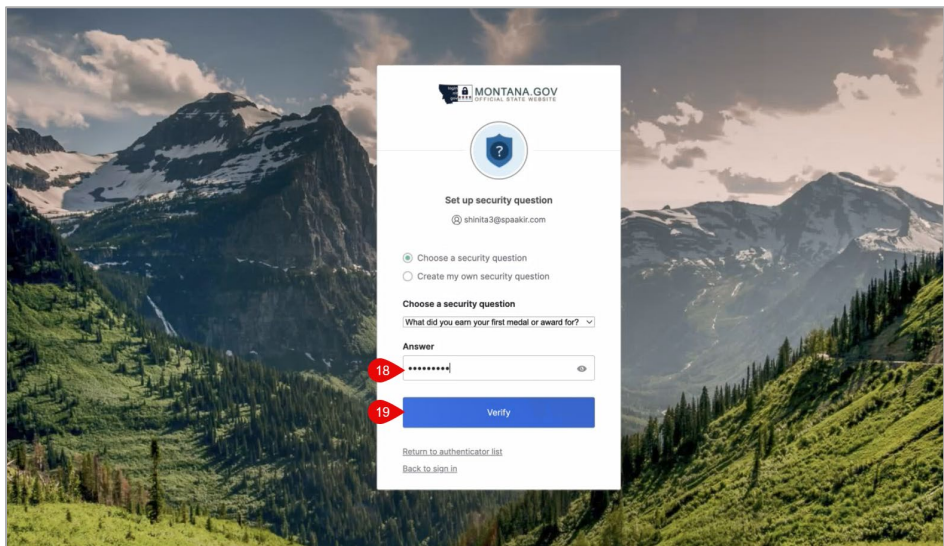 MONTANA.GOV
OFFICIAL STATE WEBSITE
?
Set up security question
shinita3@spaakir.com
Choose a security question
Create my own security question
Choose a security question
What did you earn your first medal or award for?
Answer
18
•••••••••
19
Verify
Return to authenticator list
Back to sign in